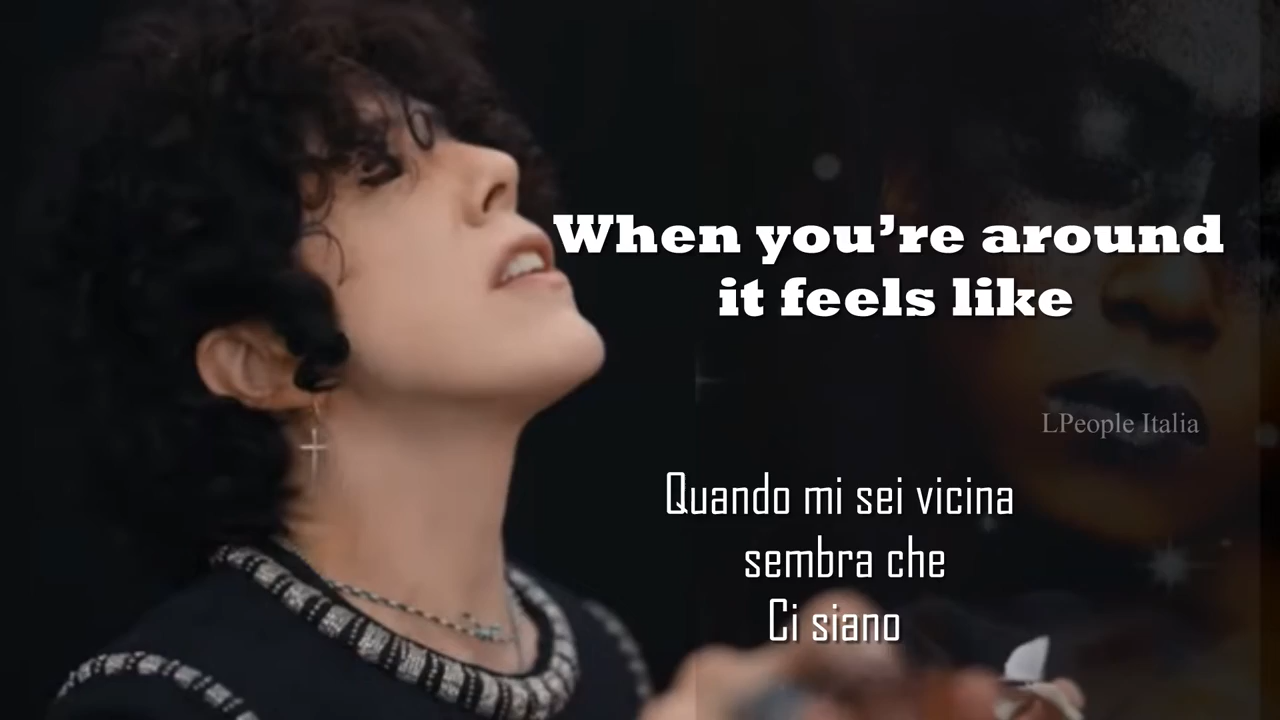 When you’re around
it feels like
LPeople Italia
Quando mi sei vicina
sembra che
Ci siano